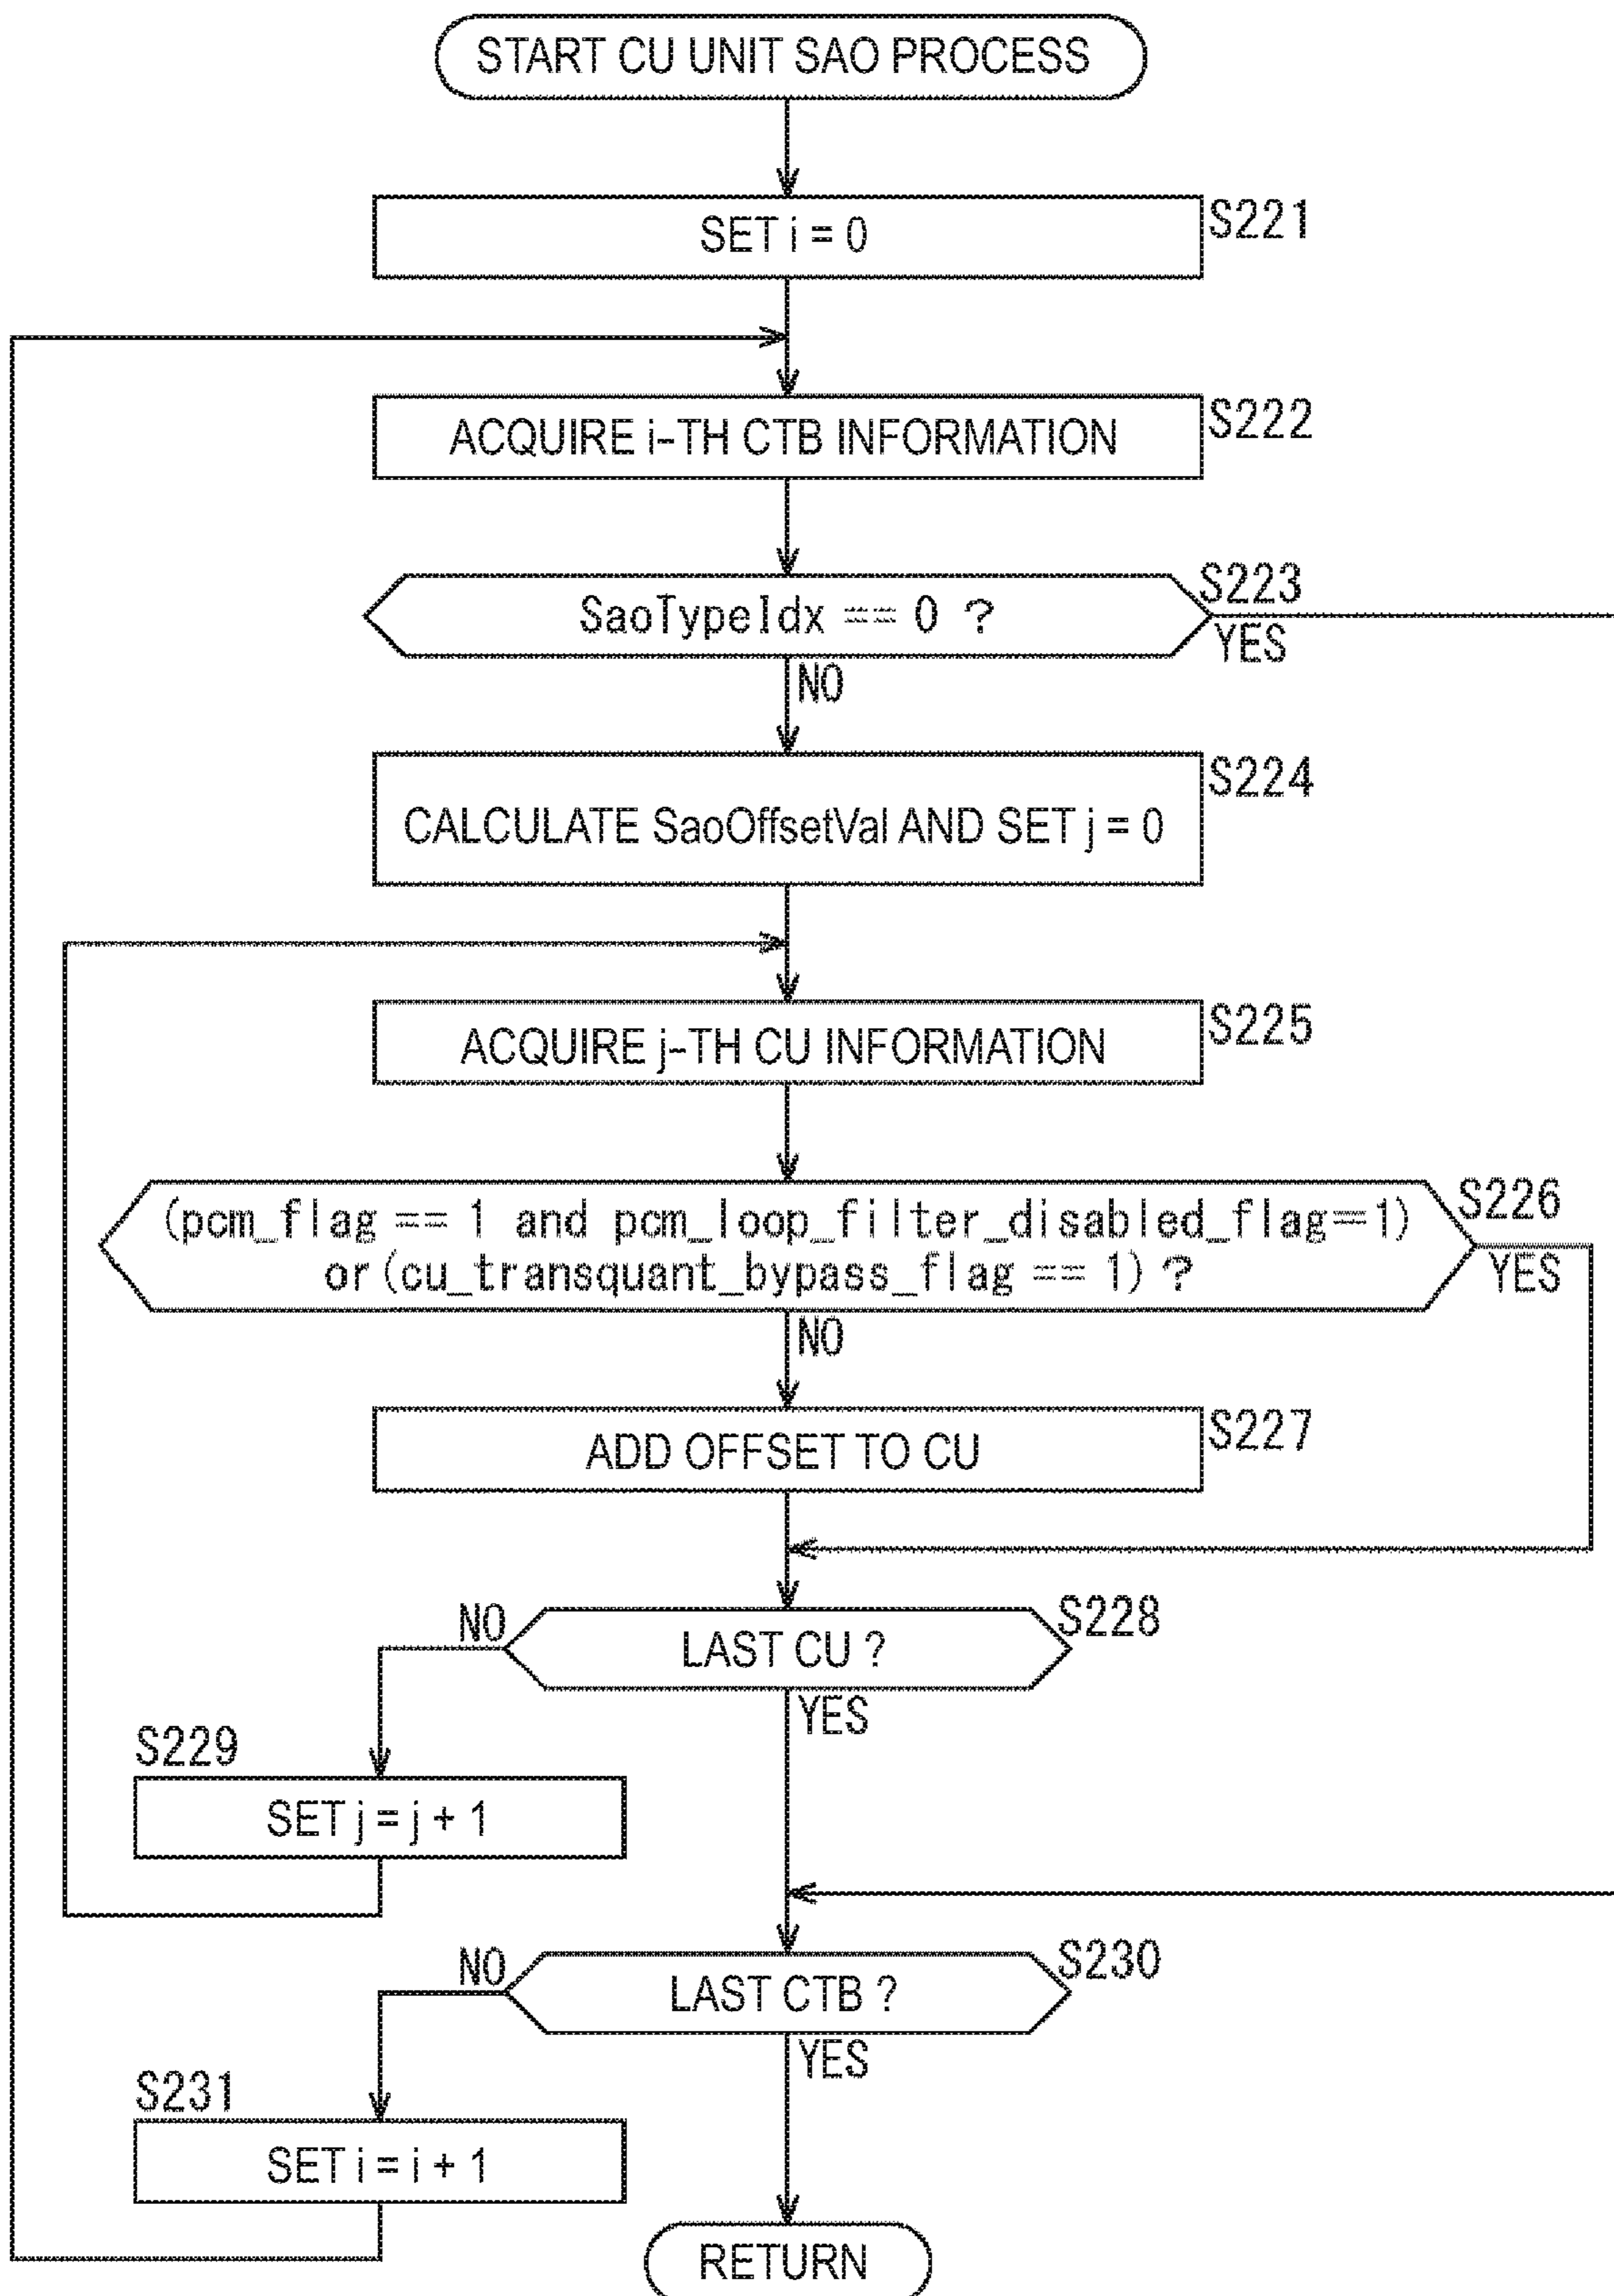 START CU UNIT SAO PROCESS
SET i = 0
S221
ACQUIRE i-TH CTB INFORMATION
S222
SaoTypeIdx == 0 ?
S223
YES
NO
CALCULATE SaoOffsetVal AND SET j = 0
S224
ACQUIRE j-TH CU INFORMATION
S225
(pcm_flag == 1 and pcm_loop_filter_disabled_flag==1)
or (cu_transquant_bypass_flag == 1) ?
S226
YES
NO
ADD OFFSET TO CU
S227
LAST CU ?
S228
NO
YES
S229
SET j = j + 1
LAST CTB ?
S230
NO
YES
S231
SET i = i + 1
RETURN